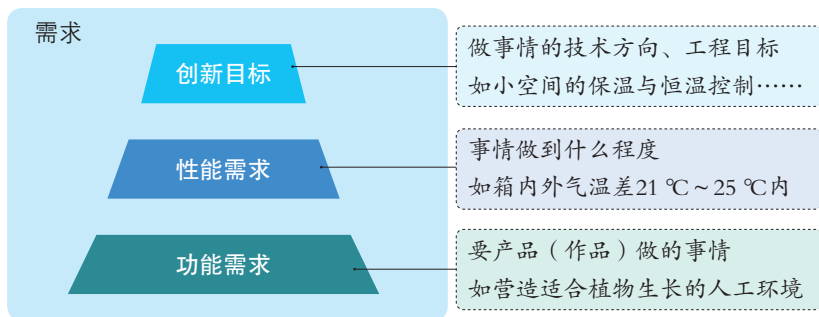 需求
创新目标
做事情的技术方向、工程目标
如小空间的保温与恒温控制……
性能需求
事情做到什么程度
如箱内外气温差21 ℃~25 ℃内
功能需求
要产品（作品）做的事情
如营造适合植物生长的人工环境